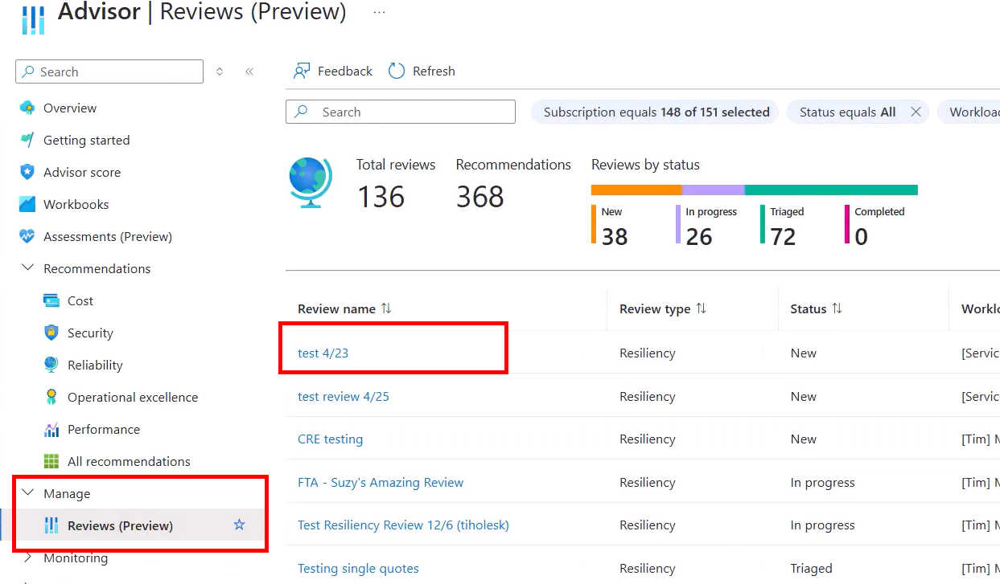 Advisor | Reviews (Preview) ...
Search
Overview
Getting started
Advisor score
Workbooks
Assessments (Preview)
Recommendations
Cost
Security
Reliability
Operational excellence
Performance
All recommendations
Manage
Reviews (Preview)
Monitoring
Feedback Refresh
Search Subscription equals 148 of 151 selected Status equals All
Total reviews Recommendations Reviews by status
136 368
New In progress Triaged Completed
38 26 72 0
Review name Review type Status
test 4/23 Resiliency New
test review 4/25 Resiliency New
CRE testing Resiliency New [Tim]
FTA - Suzy's Amazing Review Resiliency In progress [Tim]
Test Resiliency Review 12/6 (tiholesk) Resiliency In progress [Tim]
Testing single quotes Resiliency Triaged [Tim]